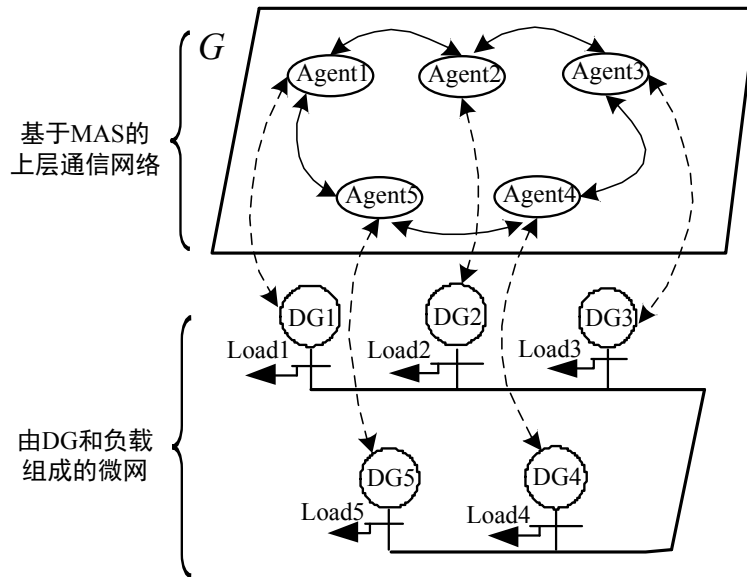 G
Agent1
Agent2
Agent3
基于MAS的
上层通信网络
Agent5
Agent4
DG1
DG2
DG3
Load1
Load2
Load3
由DG和负载
组成的微网
DG5
DG4
Load5
Load4